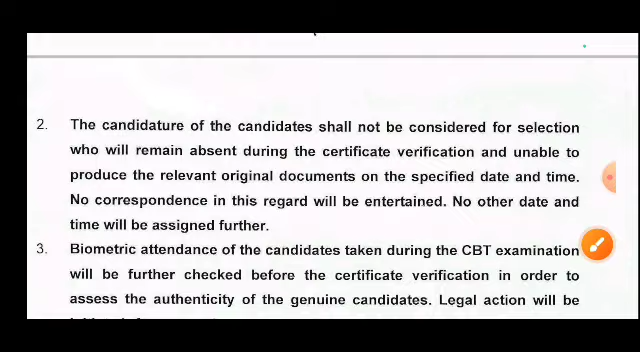 2. The candidature of the candidates shall not be considered for selection
who will remain absent during the certificate verification and unable to
produce the relevant original documents on the specified date and time.
No correspondence in this regard will be entertained. No other date and
time will be assigned further.
3. Biometric attendance of the candidates taken during the CBT examination
will be further checked before the certificate verification in order to
assess the authenticity of the genuine candidates. Legal action will be